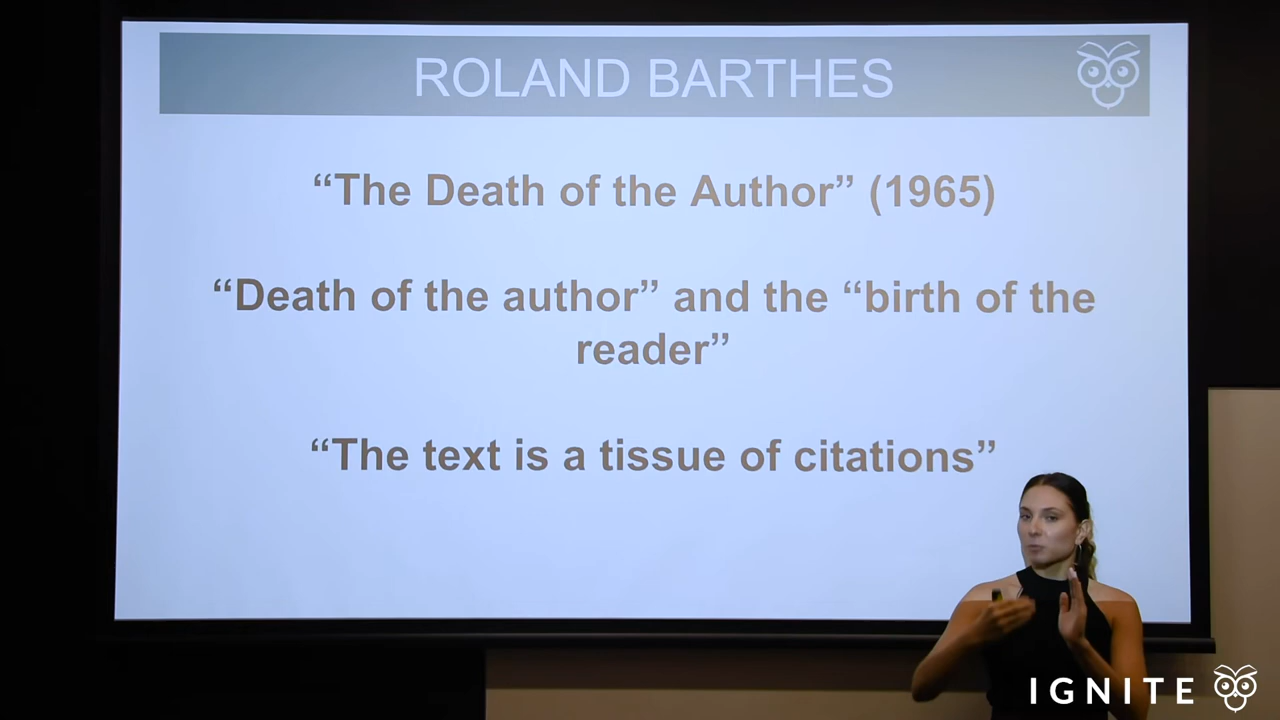 ROLAND BARTHES
“The Death of the Author” (1965)
“Death of the author” and the “birth of the
reader”
“The text is a tissue of citations”
IGNITE